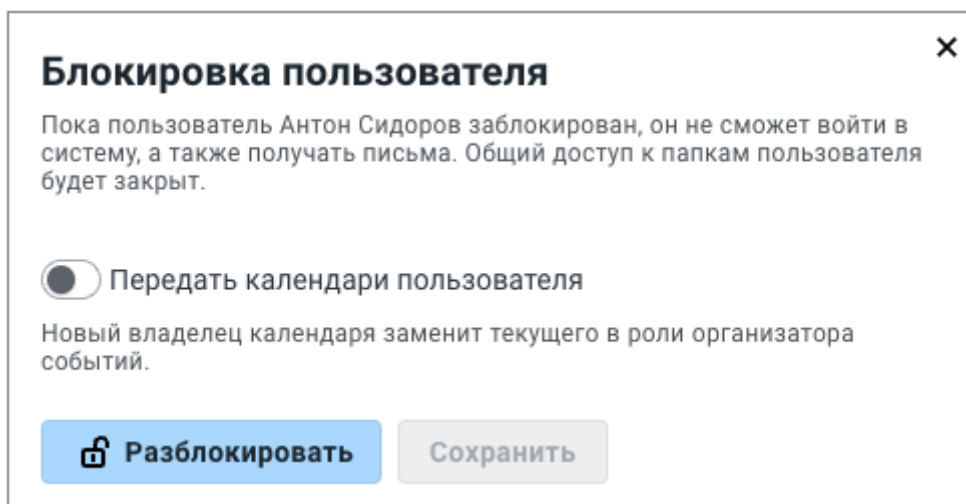 Блокировка пользователя
Пока пользователь Антон Сидоров заблокирован, он не сможет войти в
систему, а также получать письма. Общий доступ к папкам пользователя
будет закрыт.
Передать календари пользователя
Новый владелец календаря заменит текущего в роли организатора
событий.
Разблокировать
Сохранить